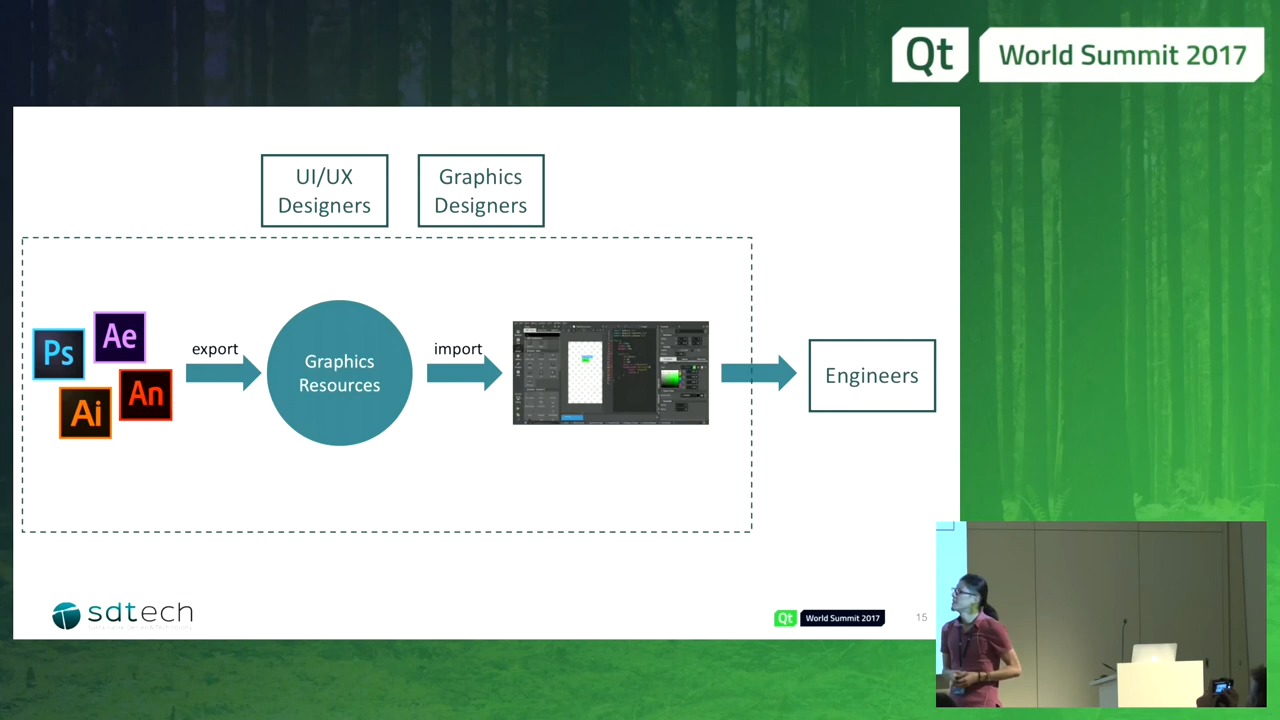 Qt
World Summit 2017
UI/UX
Designers
Graphics
Designers
Ps
Ae
Ai
An
export
Graphics
Resources
import
Engineers
sdtech
Qt
World Summit 2017
15